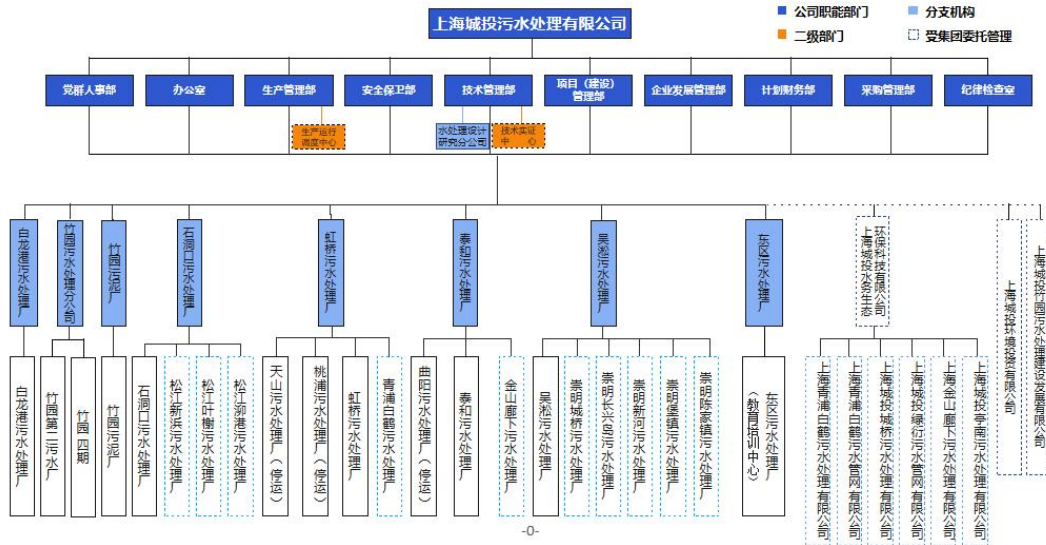 上海城投污水处理有限公司
公司职能部门
分支机构
二级部门
受集团委托管理
党群人事部
办公室
生产管理部
安全保卫部
技术管理部
项目（建设）
管理部
企业发展管理部
计划财务部
采购管理部
纪律检查室
生产运行
调度中心
水处理设计
研究分公司
技术实证
中 心
白龙港污水处理厂
竹园污水处理分公司
竹园污泥厂
石洞口污水处理厂
虹桥污水处理厂
泰和污水处理厂
吴淞污水处理厂
东区污水处理厂
上海城投水务生态
环保科技有限公司
上海城投环境投资有限公司
上海城投竹园污水处理建设发展有限公司
白龙港污水处理厂
竹园第二污水厂
竹园四期
竹园污泥厂
石洞口污水处理厂
松江新浜污水处理厂
松江叶榭污水处理厂
松江泖港污水处理厂
天山污水处理厂（停运）
桃浦污水处理厂（停运）
虹桥污水处理厂
青浦白鹤污水处理厂
曲阳污水处理厂（停运）
泰和污水处理厂
金山廊下污水处理厂
吴淞污水处理厂
崇明城桥污水处理厂
崇明长兴岛污水处理厂
崇明新河污水处理厂
崇明堡镇污水处理厂
崇明陈家镇污水处理厂
东区污水处理厂
（教育培训中心）
上海青浦白鹤污水处理有限公司
上海青浦白鹤污水管网有限公司
上海城投城桥污水处理有限公司
上海城投绿衍污水管网有限公司
上海金山廊下污水处理有限公司
上海城投亭南污水处理有限公司
-0-